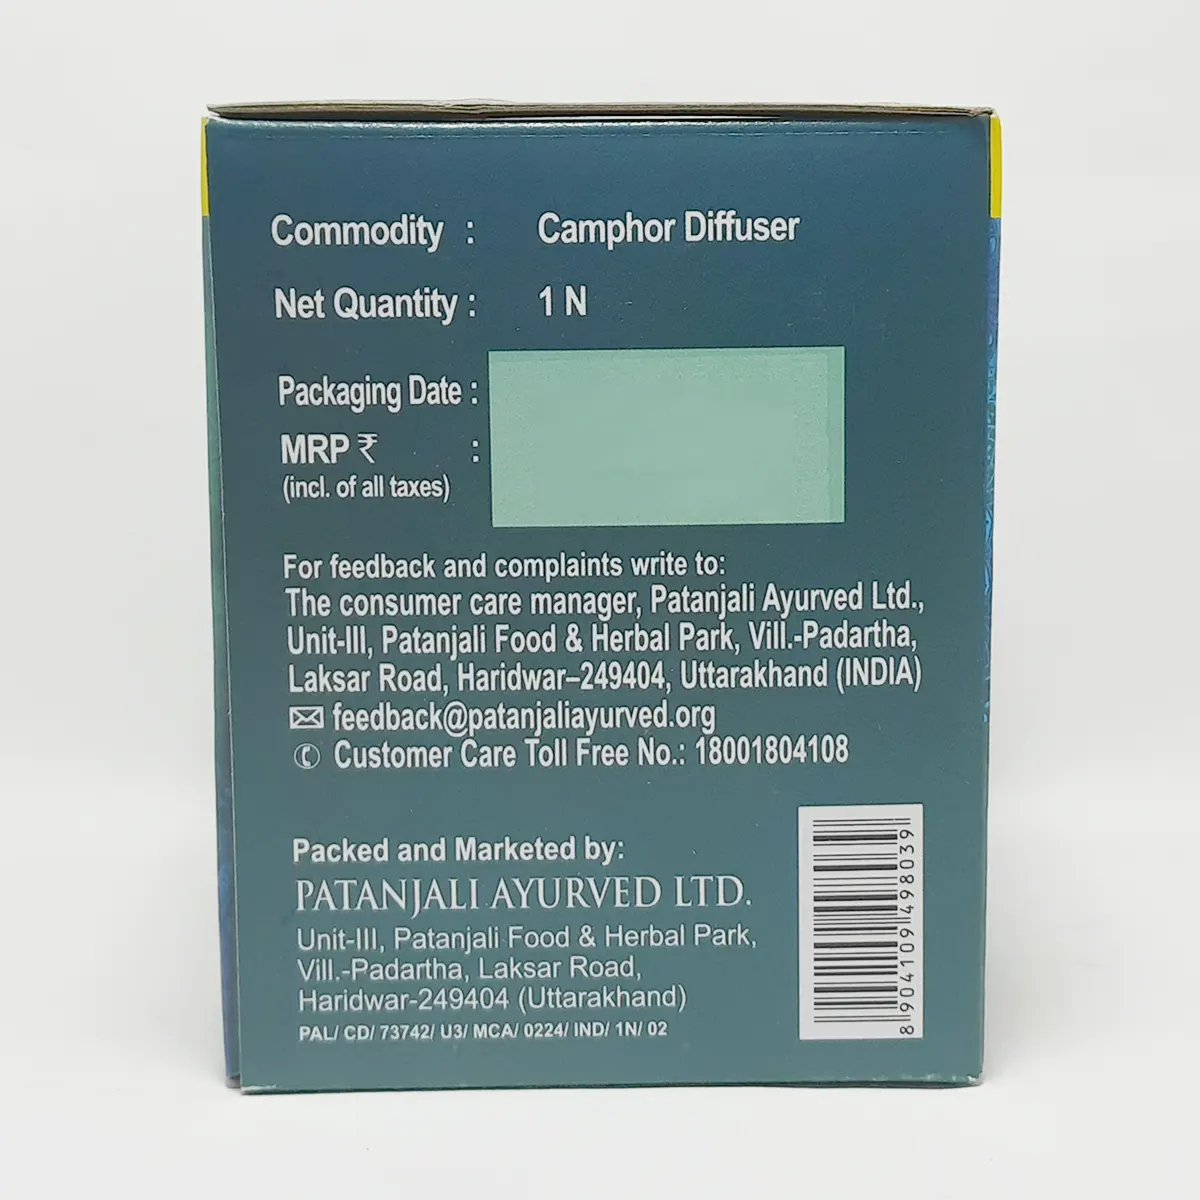 Commodity : Camphor Diffuser
Net Quantity : 1 N
Packaging Date :
MRP ₹ :
(incl. of all taxes)
For feedback and complaints write to:
The consumer care manager, Patanjali Ayurved Ltd.,
Unit-III, Patanjali Food & Herbal Park, Vill.-Padartha,
Laksar Road, Haridwar–249404, Uttarakhand (INDIA)
feedback@patanjaliayurved.org
Customer Care Toll Free No.: 18001804108
Packed and Marketed by:
PATANJALI AYURVED LTD.
Unit-III, Patanjali Food & Herbal Park,
Vill.-Padartha, Laksar Road,
Haridwar-249404 (Uttarakhand)
PAL/ CD/ 73742/ U3/ MCA/ 0224/ IND/ 1N/ 02
8 904109 498039